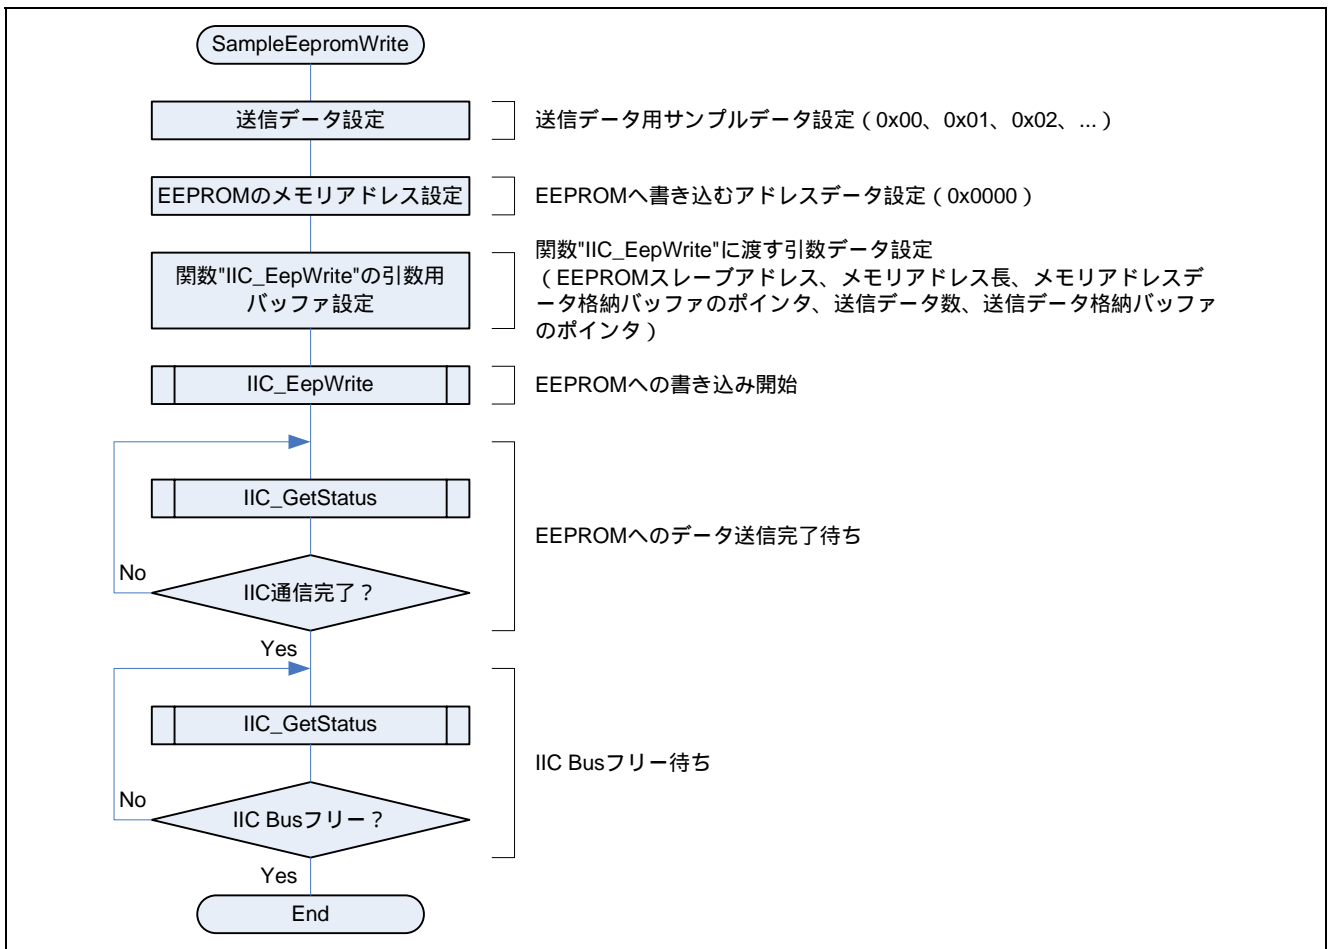 SampleEepromWrite
送信データ設定
送信データ用サンプルデータ設定（0x00、0x01、0x02、...）
EEPROMのメモリアドレス設定
EEPROMへ書き込むアドレスデータ設定（0x0000）
関数"IIC_EepWrite"の引数用
バッファ設定
関数"IIC_EepWrite"に渡す引数データ設定
（EEPROMスレーブアドレス、メモリアドレス長、メモリアドレスデ
ータ格納バッファのポインタ、送信データ数、送信データ格納バッファ
のポインタ）
IIC_EepWrite
EEPROMへの書き込み開始
IIC_GetStatus
EEPROMへのデータ送信完了待ち
No
IIC通信完了？
Yes
IIC_GetStatus
IIC Busフリー待ち
No
IIC Busフリー？
Yes
End